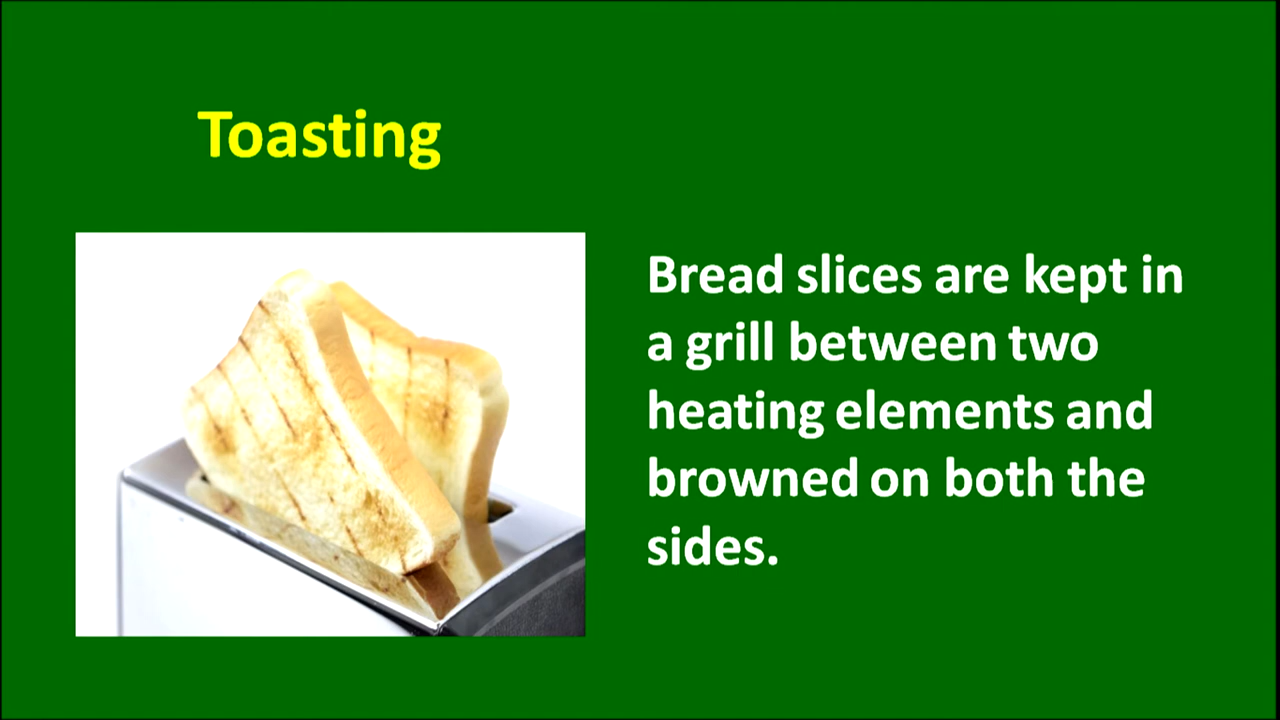 Toasting
Bread slices are kept in
a grill between two
heating elements and
browned on both the
sides.